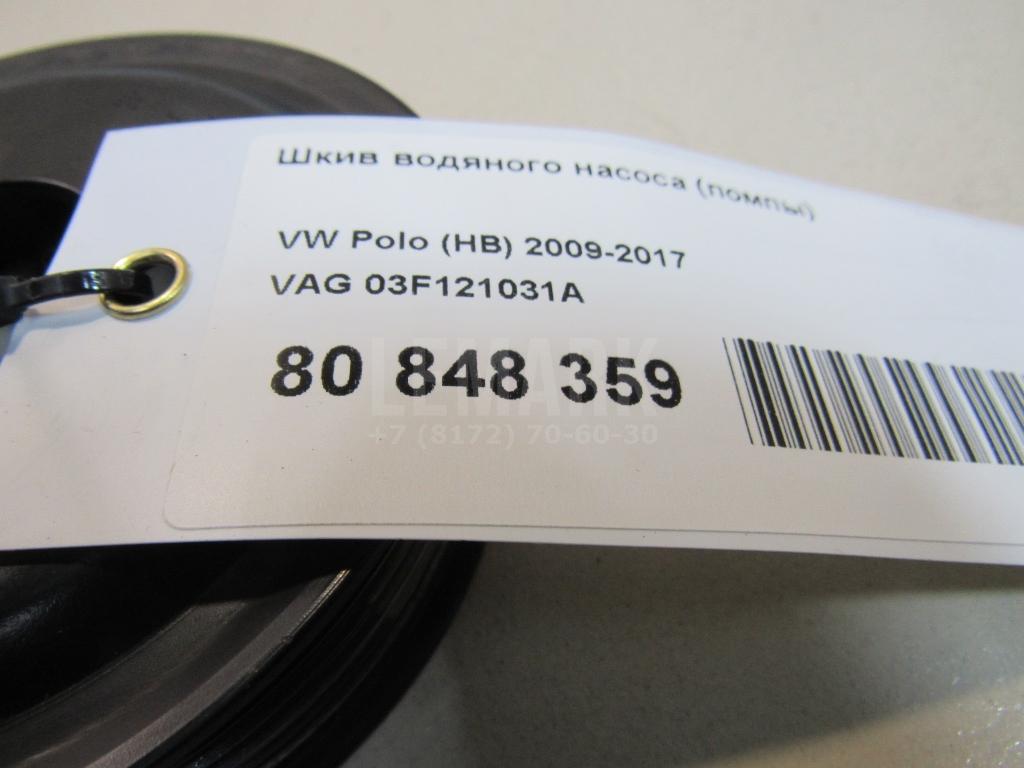 Шкив водяного насоса (помпы)
VW Polo (HB) 2009-2017
VAG 03F121031A
80 848 359
LEMARK
+7 (8172) 70-60-30